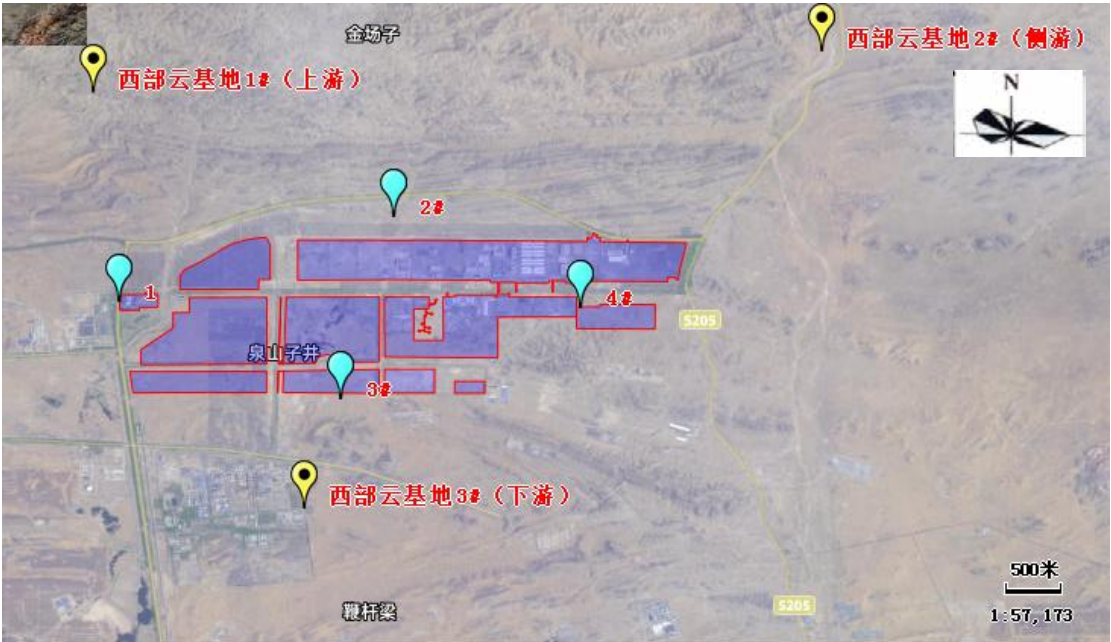 金场子
西部云基地2#（侧游）
西部云基地1#（上游）
N
2#
1
4#
S205
泉山子井
3#
西部云基地3#（下游）
500米
S205
鞭杆梁
1:57,173